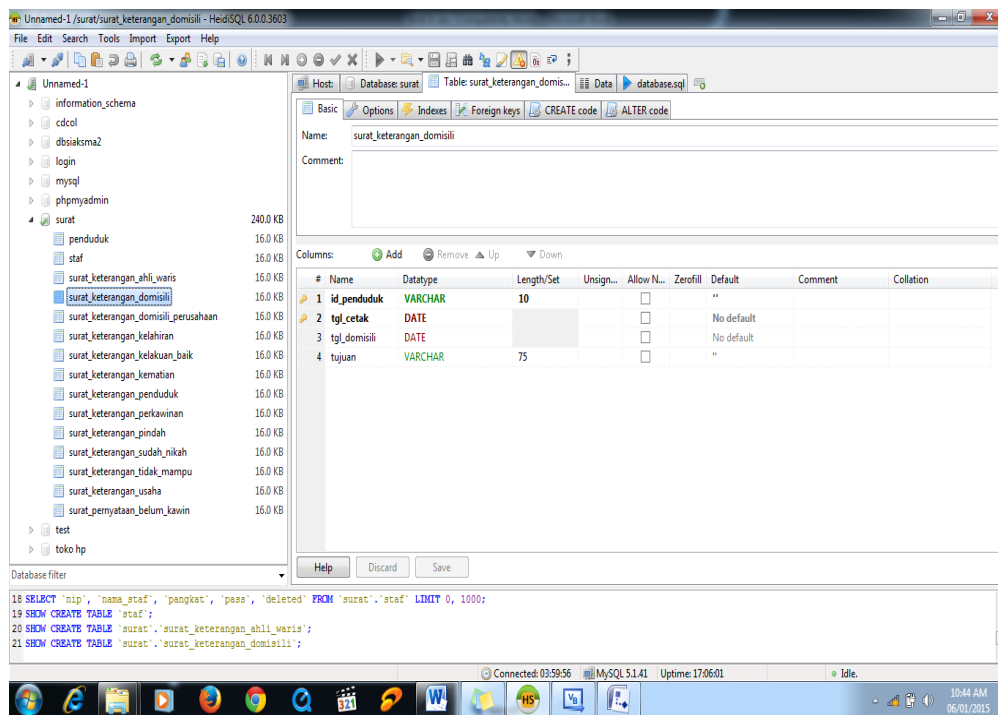 Unnamed-1 /surat/surat_keterangan_domisili - HeidiSQL 6.0.0.3603
File Edit Search Tools Import Export Help
Unnamed-1
information_schema
cdcol
dbsiaksma2
login
mysql
phpmyadmin
surat 240.0 KB
penduduk 16.0 KB
staf 16.0 KB
surat_keterangan_ahli_waris 16.0 KB
surat_keterangan_domisili 16.0 KB
surat_keterangan_domisili_perusahaan 16.0 KB
surat_keterangan_kelahiran 16.0 KB
surat_keterangan_kelakuan_baik 16.0 KB
surat_keterangan_kematian 16.0 KB
surat_keterangan_penduduk 16.0 KB
surat_keterangan_perkawinan 16.0 KB
surat_keterangan_pindah 16.0 KB
surat_keterangan_sudah_nikah 16.0 KB
surat_keterangan_tidak_mampu 16.0 KB
surat_keterangan_usaha 16.0 KB
surat_pernyataan_belum_kawin 16.0 KB
test
toko hp
Database filter
Host: Database: surat Table: surat_keterangan_domis... Data database.sql
Basic Options Indexes Foreign keys CREATE code ALTER code
Name: surat_keterangan_domisili
Comment:
Columns: Add Remove Up Down
# Name Datatype Length/Set Unsign... Allow N... Zerofill Default Comment Collation
1 id_penduduk VARCHAR 10 ''
2 tgl_cetak DATE No default
3 tgl_domisili DATE No default
4 tujuan VARCHAR 75 ''
Help Discard Save
18 SELECT `nip`, `nama_staf`, `pangkat`, `pass`, `deleted` FROM `surat`.`staf` LIMIT 0, 1000;
19 SHOW CREATE TABLE `staf`;
20 SHOW CREATE TABLE `surat`.`surat_keterangan_ahli_waris`;
21 SHOW CREATE TABLE `surat`.`surat_keterangan_domisili`;
Connected: 03:59:56 MySQL 5.1.41 Uptime: 17:06:01 Idle.
321
W
HS
VB
10:44 AM
06/01/2015